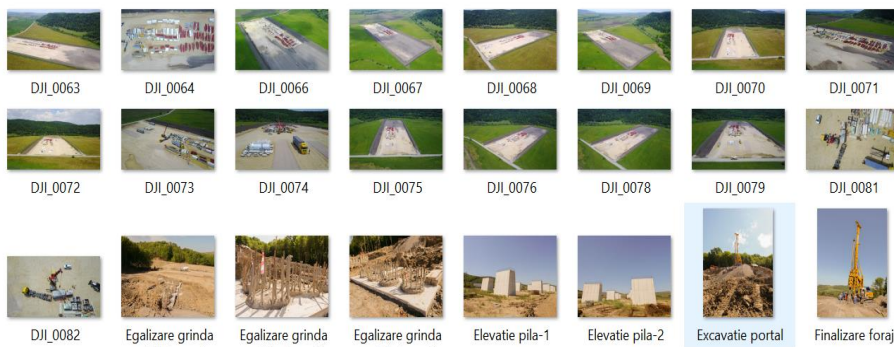 DJI_0063 DJI_0064 DJI_0066 DJI_0067 DJI_0068 DJI_0069 DJI_0070 DJI_0071
DJI_0072 DJI_0073 DJI_0074 DJI_0075 DJI_0076 DJI_0078 DJI_0079 DJI_0081
DJI_0082 Egalizare grinda Egalizare grinda Egalizare grinda Elevatie pila-1 Elevatie pila-2 Excavatie portal Finalizare foraj